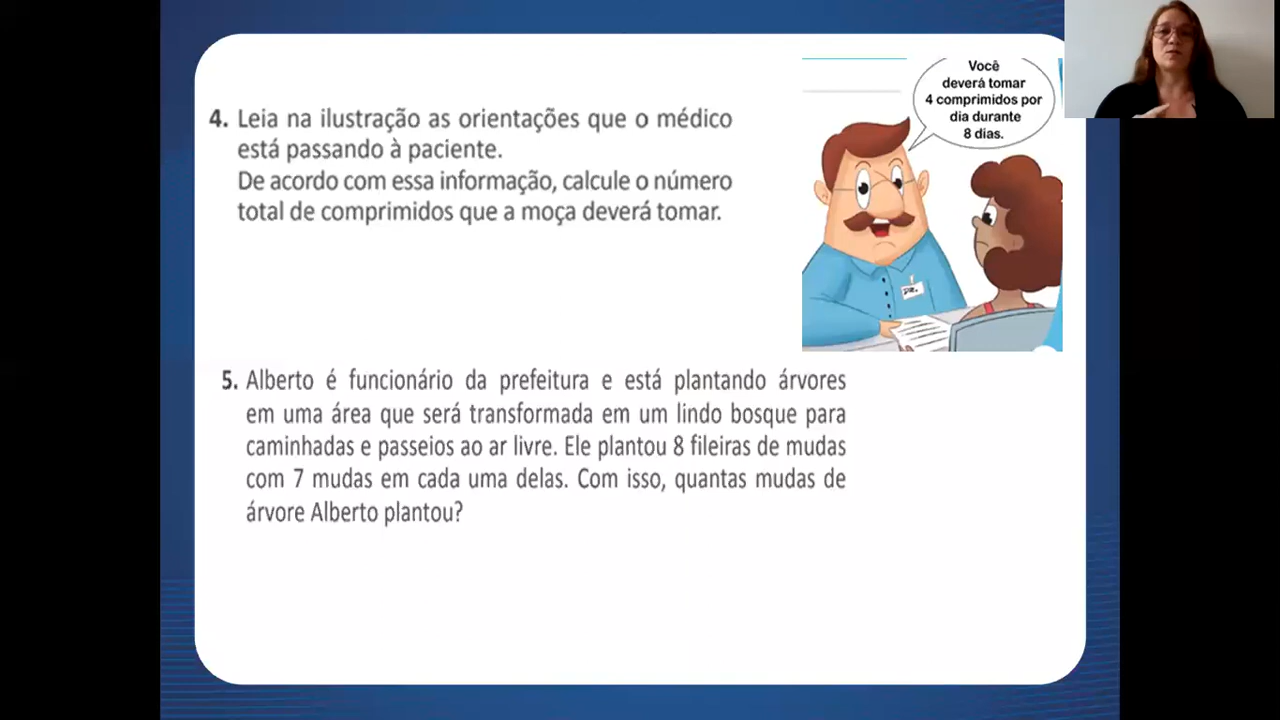 4. Leia na ilustração as orientações que o médico
está passando à paciente.
De acordo com essa informação, calcule o número
total de comprimidos que a moça deverá tomar.
Você
deverá tomar
4 comprimidos por
dia durante
8 dias.
DR.
5. Alberto é funcionário da prefeitura e está plantando árvores
em uma área que será transformada em um lindo bosque para
caminhadas e passeios ao ar livre. Ele plantou 8 fileiras de mudas
com 7 mudas em cada uma delas. Com isso, quantas mudas de
árvore Alberto plantou?